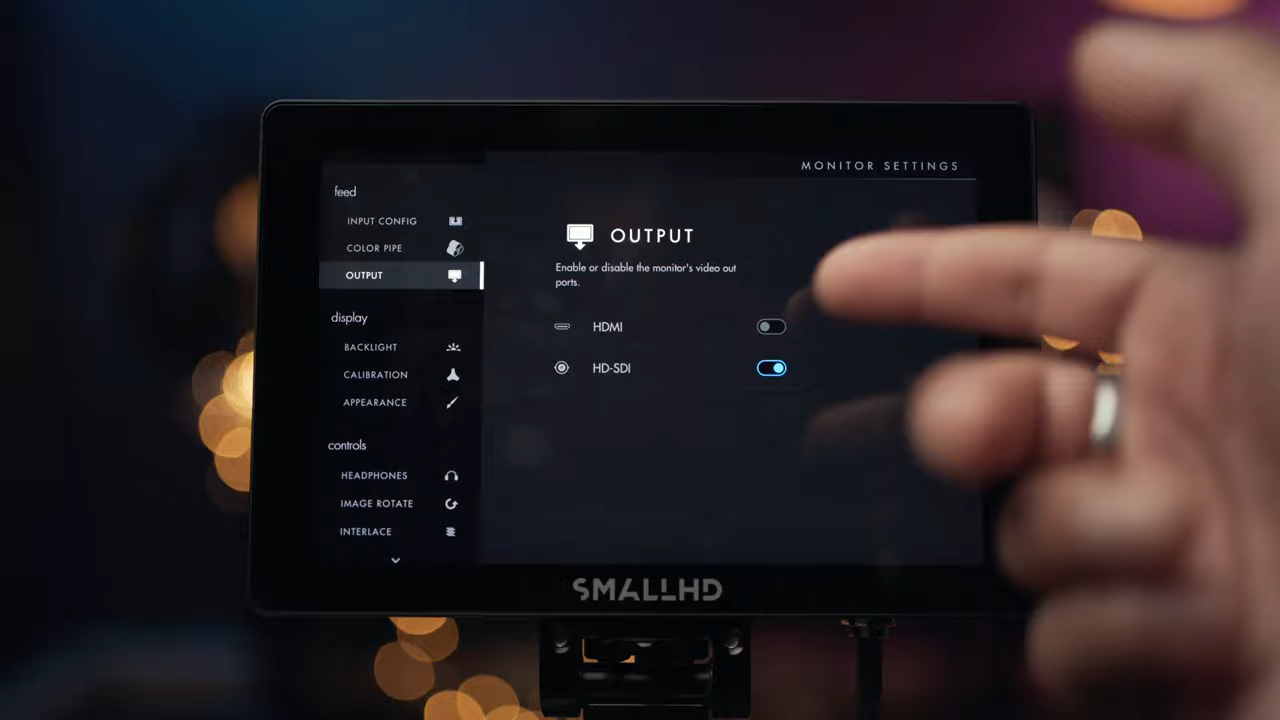 MONITOR SETTINGS
feed
INPUT CONFIG
COLOR PIPE
OUTPUT
display
BACKLIGHT
CALIBRATION
APPEARANCE
controls
HEADPHONES
IMAGE ROTATE
INTERLACE
OUTPUT
Enable or disable the monitor's video out
ports.
HDMI
HD-SDI
SMALLHD